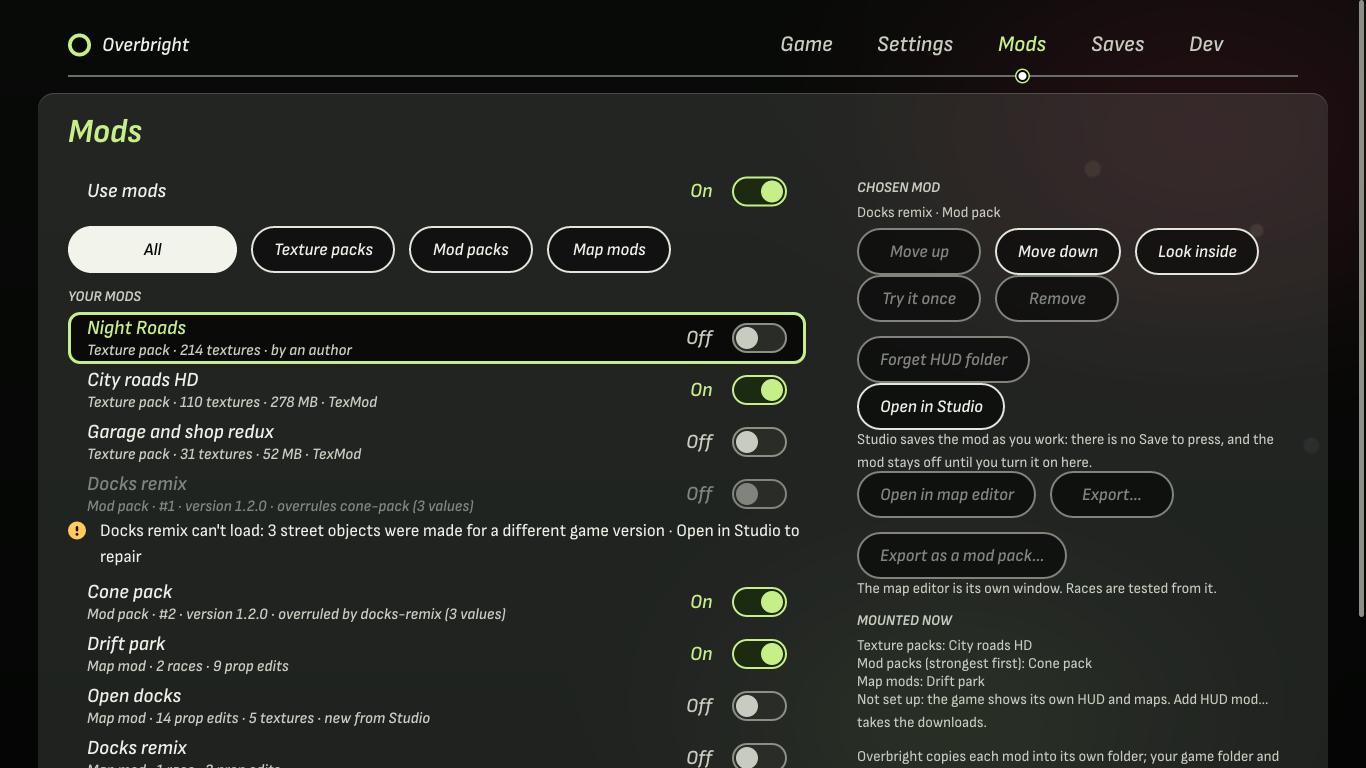 Overbright
Game Settings Mods Saves Dev
Mods
Use mods On
All Texture packs Mod packs Map mods
YOUR MODS
Night Roads Off
Texture pack · 214 textures · by an author
City roads HD On
Texture pack · 110 textures · 278 MB · TexMod
Garage and shop redux Off
Texture pack · 31 textures · 52 MB · TexMod
Docks remix Off
Mod pack · #1 · version 1.2.0 · overrules cone-pack (3 values)
Docks remix can't load: 3 street objects were made for a different game version · Open in Studio to
repair
Cone pack On
Mod pack · #2 · version 1.2.0 · overruled by docks-remix (3 values)
Drift park On
Map mod · 2 races · 9 prop edits
Open docks Off
Map mod · 14 prop edits · 5 textures · new from Studio
Docks remix Off
CHOSEN MOD
Docks remix · Mod pack
Move up Move down Look inside
Try it once Remove
Forget HUD folder
Open in Studio
Studio saves the mod as you work: there is no Save to press, and the
mod stays off until you turn it on here.
Open in map editor Export...
Export as a mod pack...
The map editor is its own window. Races are tested from it.
MOUNTED NOW
Texture packs: City roads HD
Mod packs (strongest first): Cone pack
Map mods: Drift park
Not set up: the game shows its own HUD and maps. Add HUD mod...
takes the downloads.
Overbright copies each mod into its own folder; your game folder and